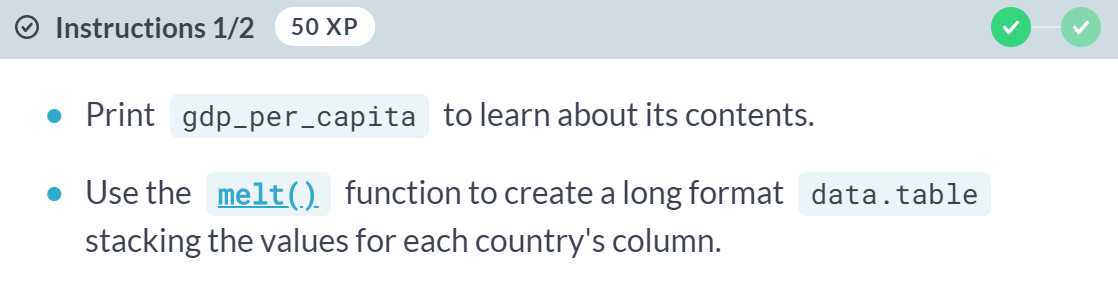 Instructions 1/2 50 XP
Print gdp_per_capita to learn about its contents.
Use the melt() function to create a long format data.table
stacking the values for each country's column.